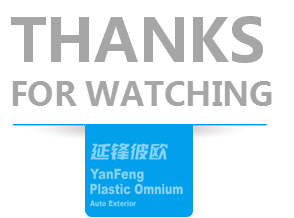 THANKS
FOR WATCHING
延锋彼欧
YanFeng
Plastic Omnium
Auto Exterior